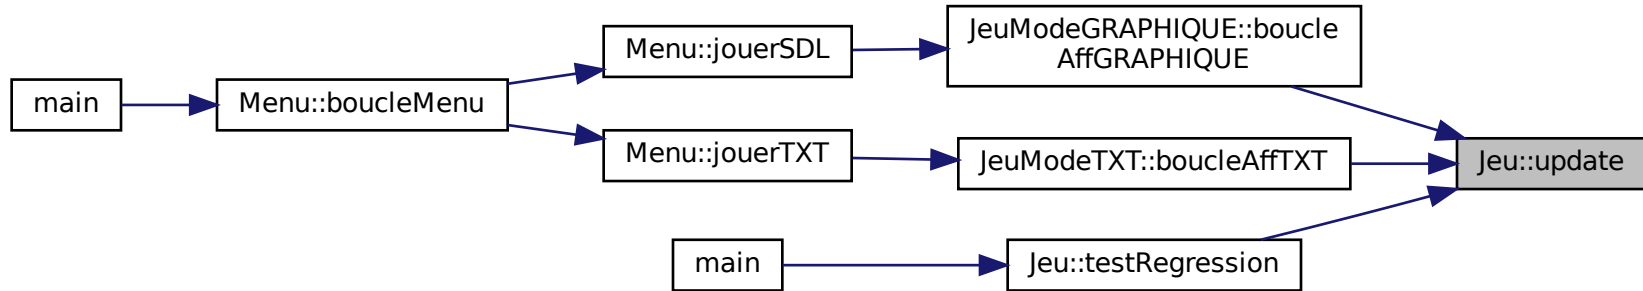 main
Menu::boucleMenu
Menu::jouerSDL
JeuModeGRAPHIQUE::boucle
AffGRAPHIQUE
Menu::jouerTXT
JeuModeTXT::boucleAffTXT
Jeu::update
main
Jeu::testRegression